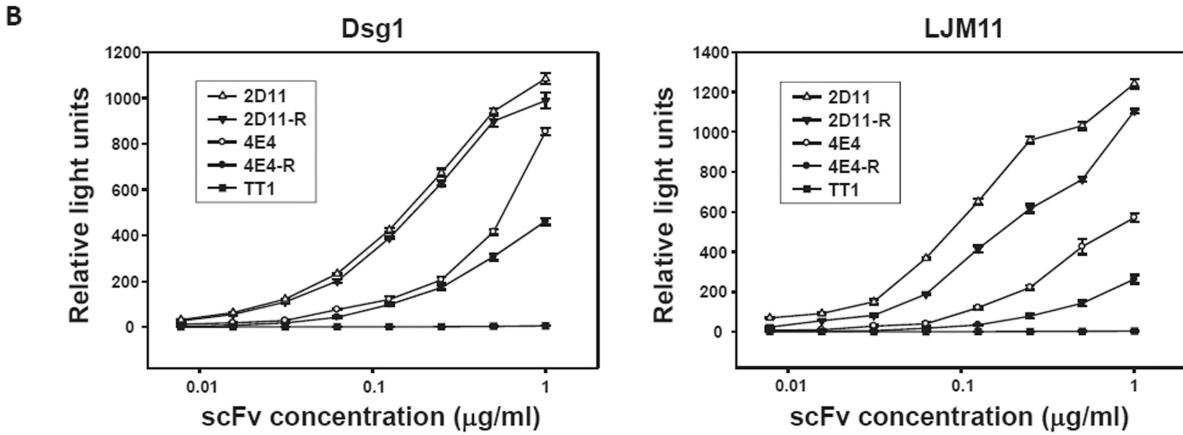 B
Dsg1
1200
1000
800
600
400
200
0
2D11
2D11-R
4E4
4E4-R
TT1
Relative light units
0.01 0.1 1
scFv concentration (μg/ml)
LJM11
1400
1200
1000
800
600
400
200
0
2D11
2D11-R
4E4
4E4-R
TT1
Relative light units
0.01 0.1 1
scFv concentration (μg/ml)